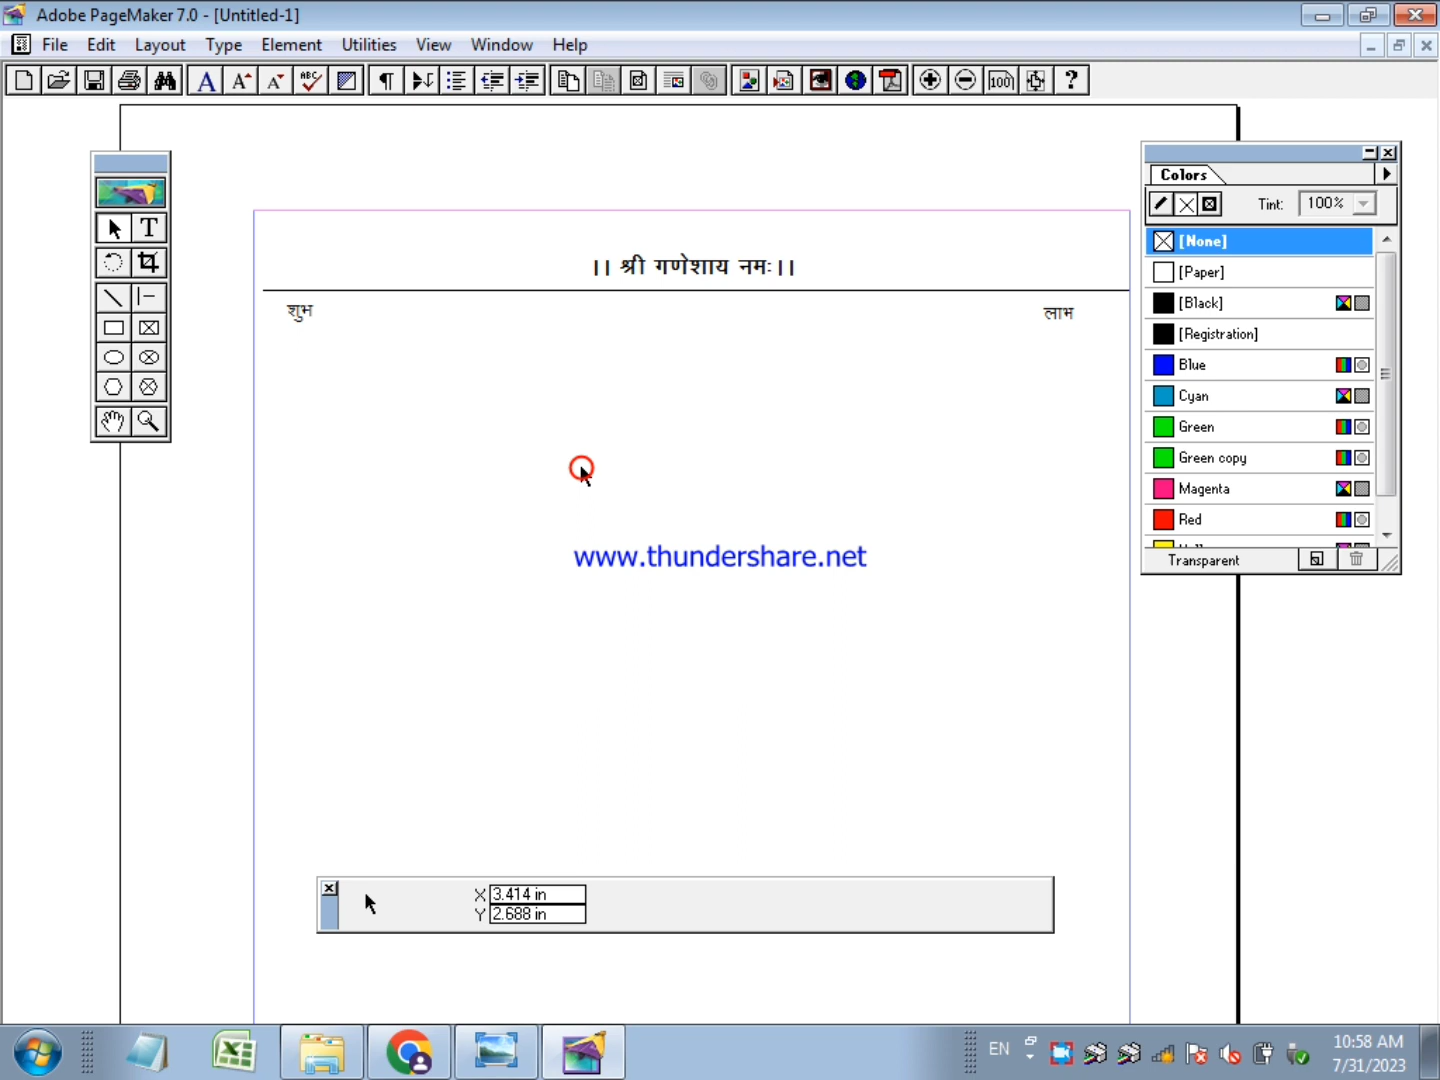 Adobe PageMaker 7.0 - [Untitled-1]
File Edit Layout Type Element Utilities View Window Help
Colors
Tint: 100%
[None]
[Paper]
[Black]
[Registration]
Blue
Cyan
Green
Green copy
Magenta
Red
Transparent
।। श्री गणेशाय नमः।।
शुभ लाभ
www.thundershare.net
X 3.414 in
Y 2.688 in
EN
10:58 AM
7/31/2023